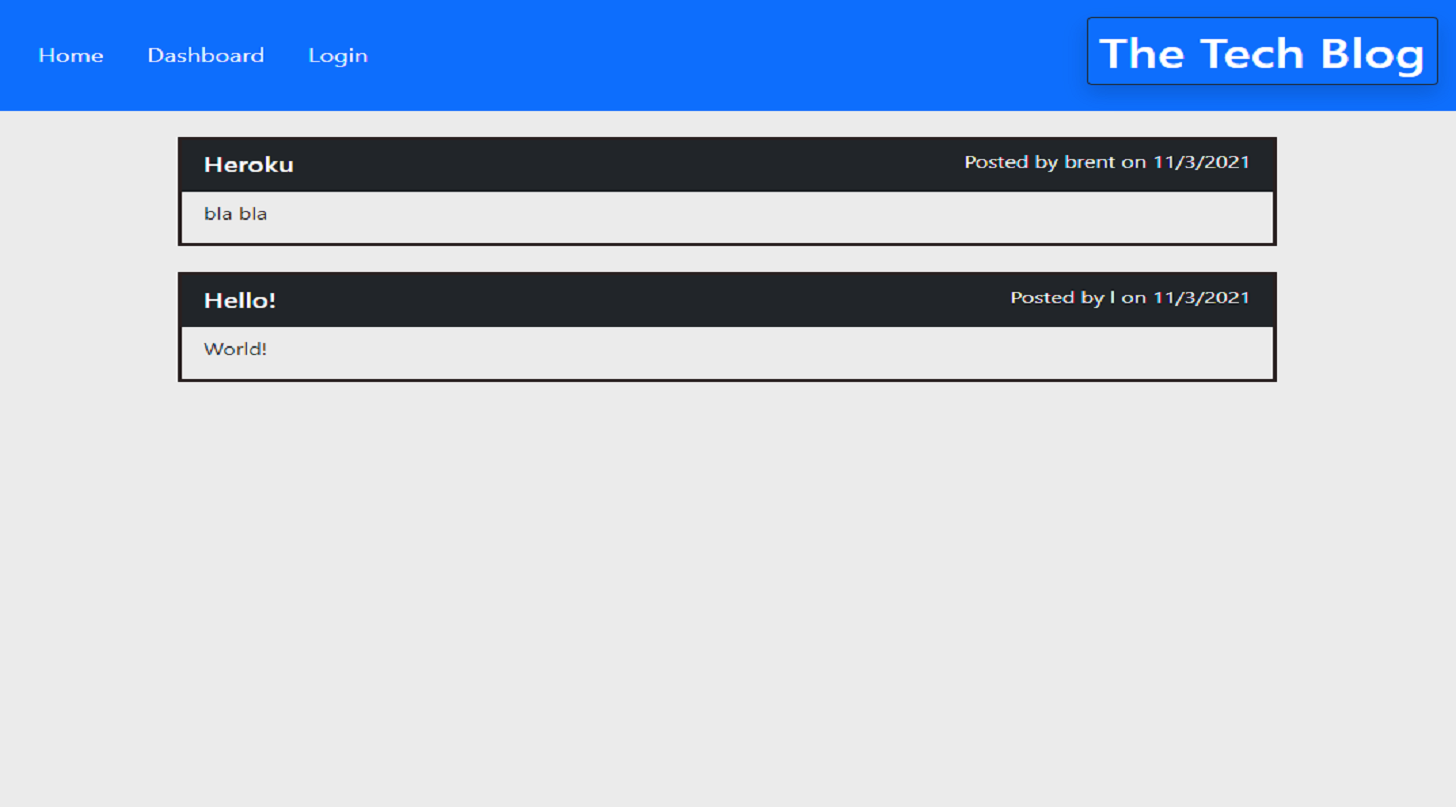 Home Dashboard Login The Tech Blog
Heroku Posted by brent on 11/3/2021
bla bla
Hello! Posted by l on 11/3/2021
World!